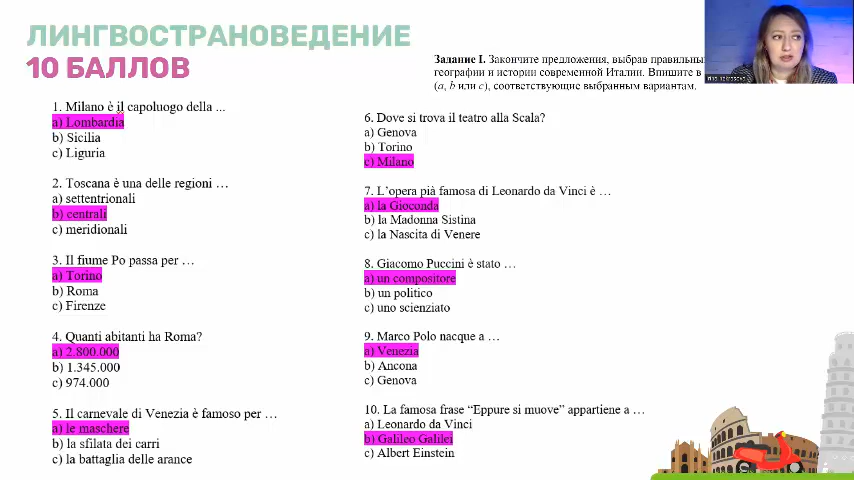 ЛИНГВОСТРАНОВЕДЕНИЕ
10 БАЛЛОВ
Задание I. Закончите предложения, выбрав правильны
географии и истории современной Италии. Впишите в
(a, b или c), соответствующие выбранным вариантам.
1. Milano è il capoluogo della ...
a) Lombardia
b) Sicilia
c) Liguria
2. Toscana è una delle regioni …
a) settentrionali
b) centrali
c) meridionali
3. Il fiume Po passa per …
a) Torino
b) Roma
c) Firenze
4. Quanti abitanti ha Roma?
a) 2.800.000
b) 1.345.000
c) 974.000
5. Il carnevale di Venezia è famoso per …
a) le maschere
b) la sfilata dei carri
c) la battaglia delle arance
6. Dove si trova il teatro alla Scala?
a) Genova
b) Torino
c) Milano
7. L’opera pià famosa di Leonardo da Vinci è …
a) la Gioconda
b) la Madonna Sistina
c) la Nascita di Venere
8. Giacomo Puccini è stato …
a) un compositore
b) un politico
c) uno scienziato
9. Marco Polo nacque a …
a) Venezia
b) Ancona
c) Genova
10. La famosa frase “Eppure si muove” appartiene a …
a) Leonardo da Vinci
b) Galileo Galilei
c) Albert Einstein